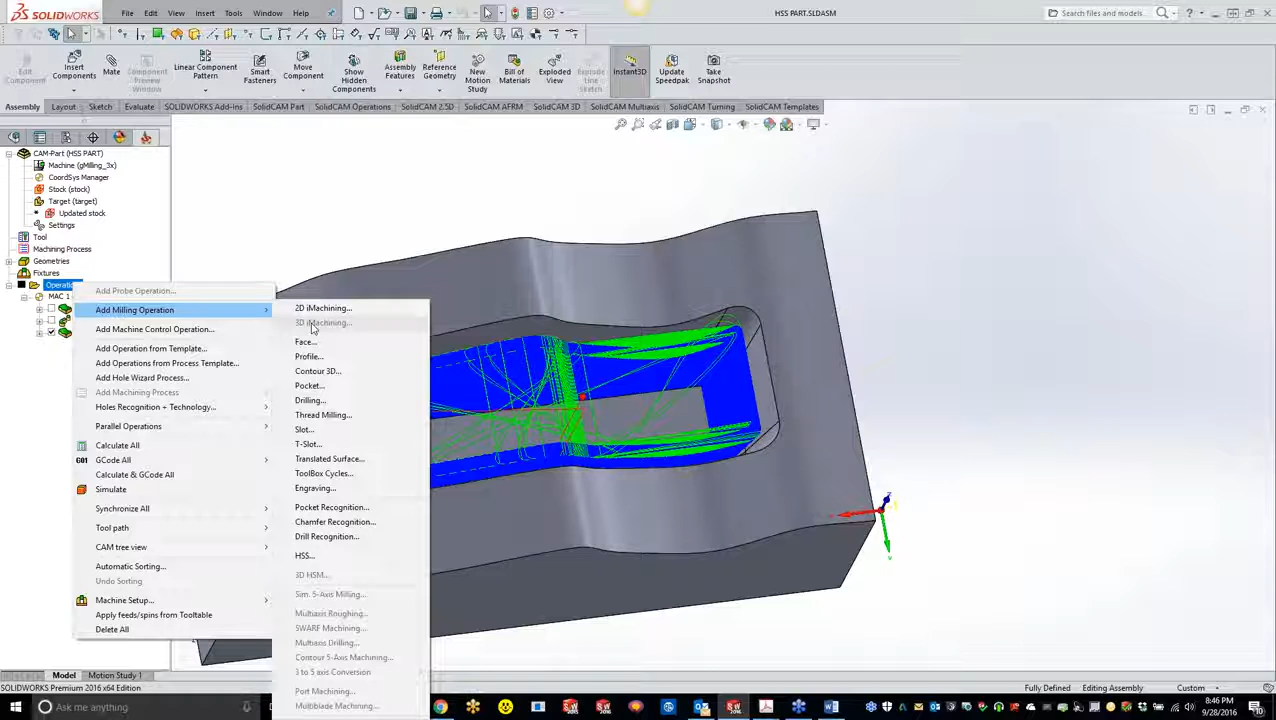 SOLIDWORKS File Edit View Insert Tools Window Help HSS PART.SLDASM Search files and models...
Edit Component
Insert Components
Mate
Component Preview Window
Linear Component Pattern
Smart Fasteners
Move Component
Show Hidden Components
Assembly Features
Reference Geometry
New Motion Study
Bill of Materials
Exploded View
Explode Line Sketch
Instant3D
Update Speedpak
Take Snapshot
Assembly Layout Sketch Evaluate SOLIDWORKS Add-Ins SolidCAM Part SolidCAM Operations SolidCAM 2.5D SolidCAM AFRM SolidCAM 3D SolidCAM Multiaxis SolidCAM Turning SolidCAM Templates
CAM-Part (HSS PART)
Machine (gMilling_3x)
CoordSys Manager
Stock (stock)
Target (target)
Updated stock
Settings
Tool
Machining Process
Geometries
Fixtures
Operatio
MAC 1
Add Probe Operation...
Add Milling Operation
Add Machine Control Operation...
Add Operation from Template...
Add Operations from Process Template...
Add Hole Wizard Process...
Add Machining Process
Holes Recognition + Technology...
Parallel Operations
Calculate All
G01 GCode All
Calculate & GCode All
Simulate
Synchronize All
Tool path
CAM tree view
Automatic Sorting...
Undo Sorting
Machine Setup...
Apply feeds/spins from Tooltable
Delete All
2D iMachining...
3D iMachining...
Face...
Profile...
Contour 3D...
Pocket...
Drilling...
Thread Milling...
Slot...
T-Slot...
Translated Surface...
ToolBox Cycles...
Engraving...
Pocket Recognition...
Chamfer Recognition...
Drill Recognition...
HSS...
3D HSM...
Sim. 5-Axis Milling...
Multiaxis Roughing...
SWARF Machining...
Multiaxis Drilling...
Contour 5-Axis Machining...
3 to 5 axis Conversion
Port Machining...
Multiblade Machining...
Model Motion Study 1
SOLIDWORKS Premium 2016 x64 Edition Fully Defined Editing Assembly Custom
Ask me anything 8:46 PM
9/28/2016